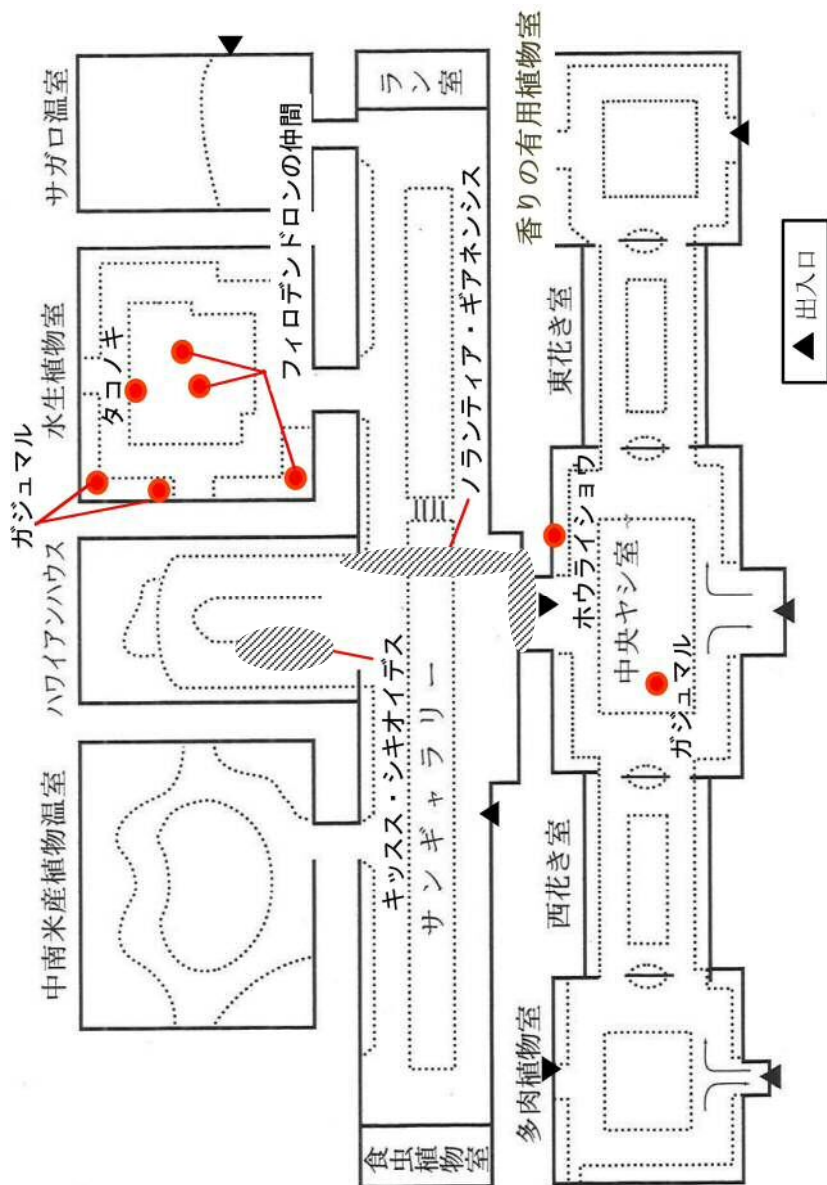 サガロ温室
ラン室
水生植物室
フィロデンドロンの仲間
タコノキ
ガジュマル
香りの有用植物室
ハワイアンハウス
ノランティア・ギアネンシス
東花き室
キッスス・シキオイデス
ホウライショウ
中央ヤシ室
ガジュマル
サンギャラリー
中南米産植物温室
西花き室
食虫植物室
多肉植物室
▲ 出入口